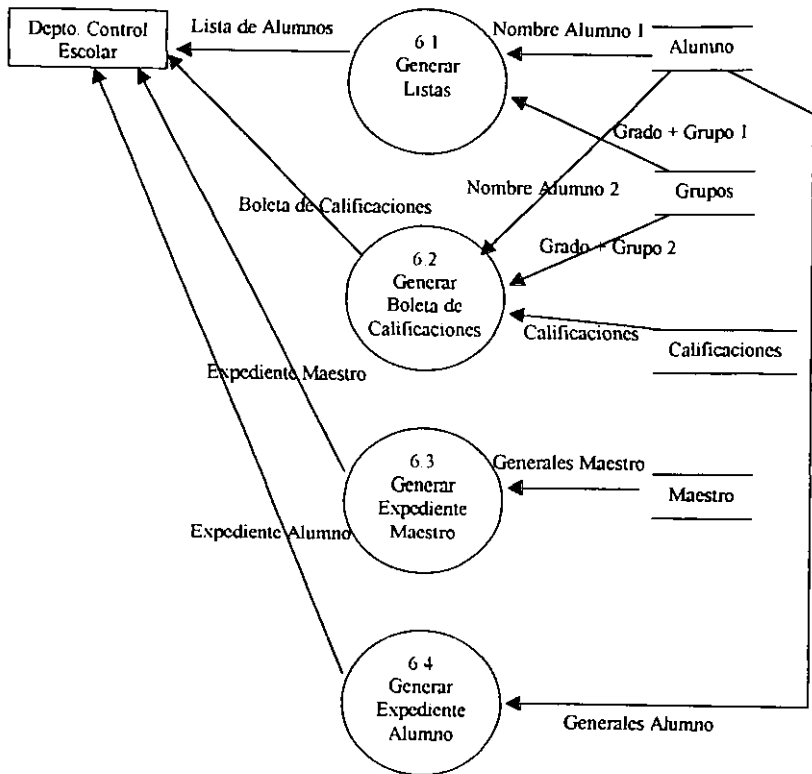 Depto. Control
Escolar
Lista de Alumnos
6.1
Generar
Listas
Nombre Alumno 1
Alumno
Grado + Grupo 1
Nombre Alumno 2
Grupos
Boleta de Calificaciones
6.2
Generar
Boleta de
Calificaciones
Grado + Grupo 2
Calificaciones
Calificaciones
Expediente Maestro
6.3
Generar
Expediente
Maestro
Generales Maestro
Maestro
Expediente Alumno
6.4
Generar
Expediente
Alumno
Generales Alumno